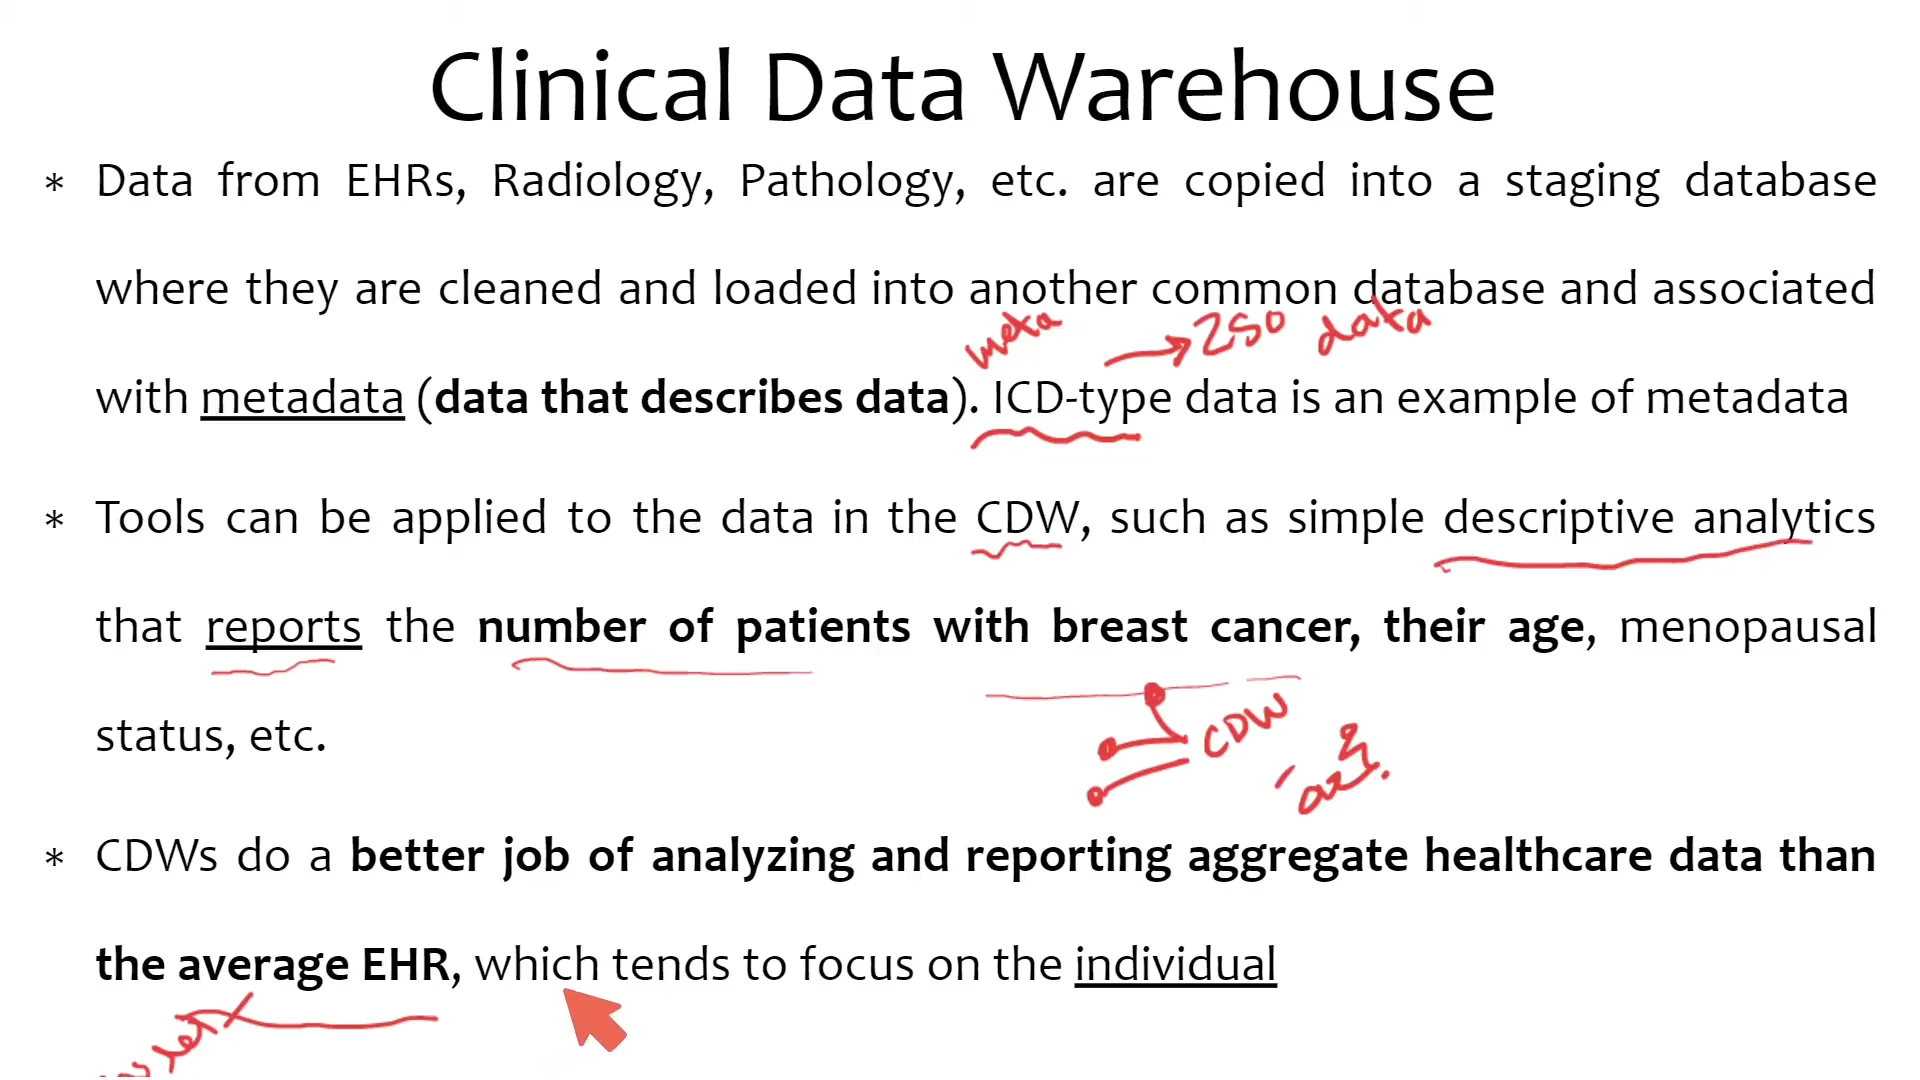 Clinical Data Warehouse
* Data from EHRs, Radiology, Pathology, etc. are copied into a staging database
where they are cleaned and loaded into another common database and associated
meta → 250 data
with metadata (data that describes data). ICD-type data is an example of metadata
* Tools can be applied to the data in the CDW, such as simple descriptive analytics
that reports the number of patients with breast cancer, their age, menopausal
CDW
status, etc.
* CDWs do a better job of analyzing and reporting aggregate healthcare data than
the average EHR, which tends to focus on the individual